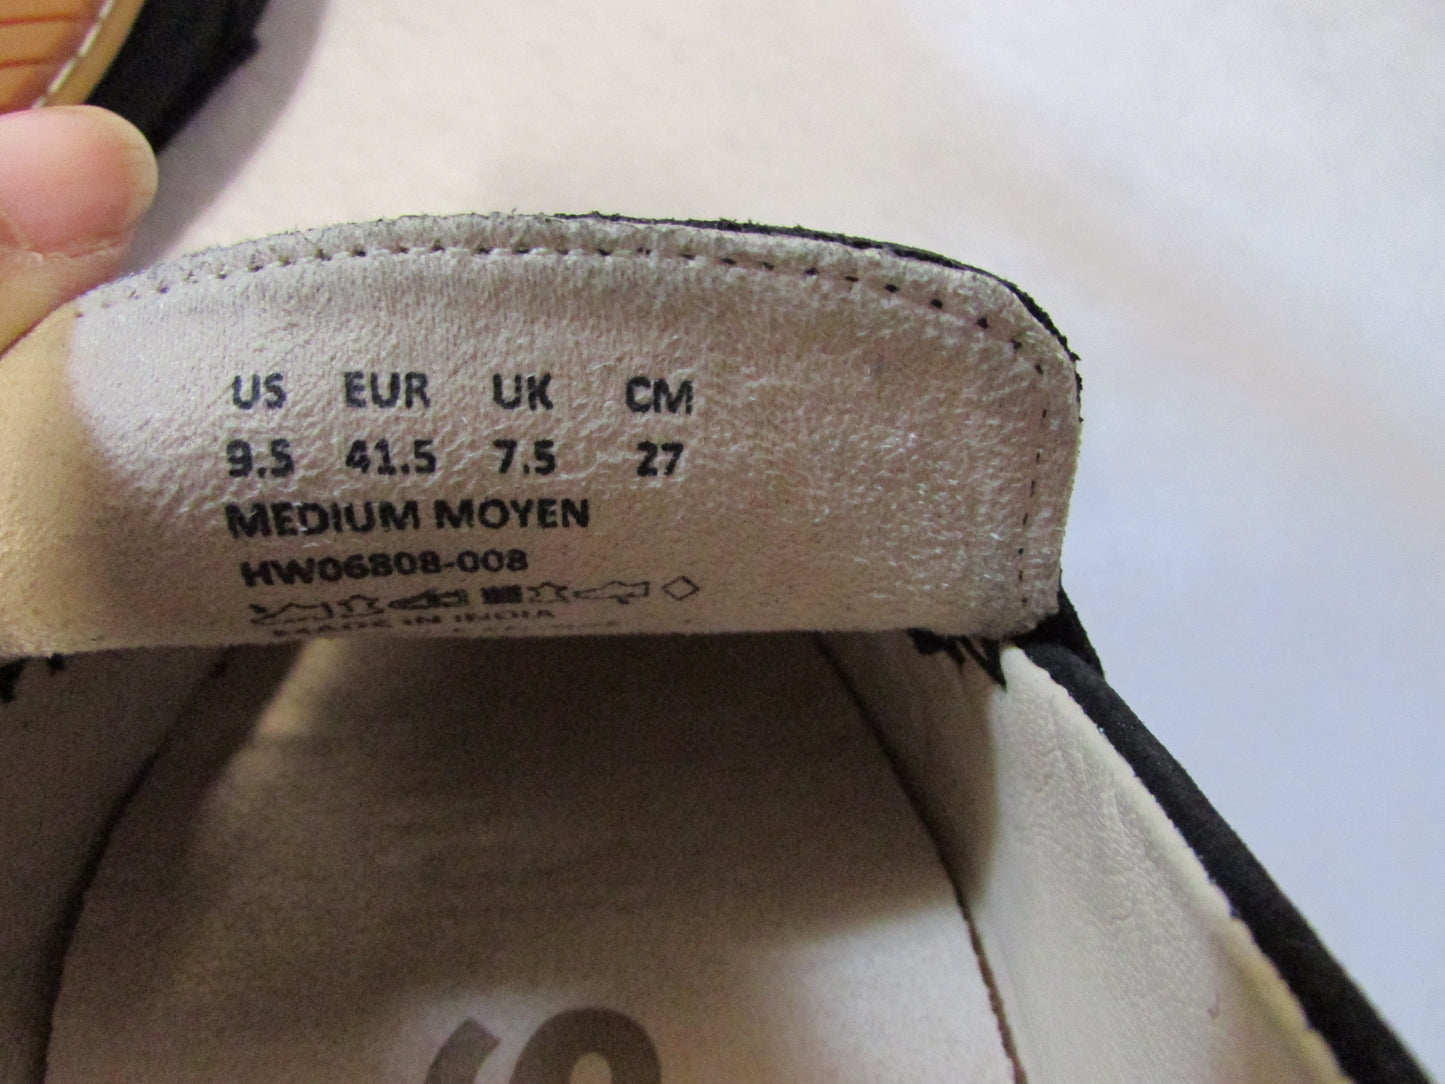 US EUR UK CM
9.5 41.5 7.5 27
MEDIUM MOYEN
HW06808-008
MADE IN INDIA